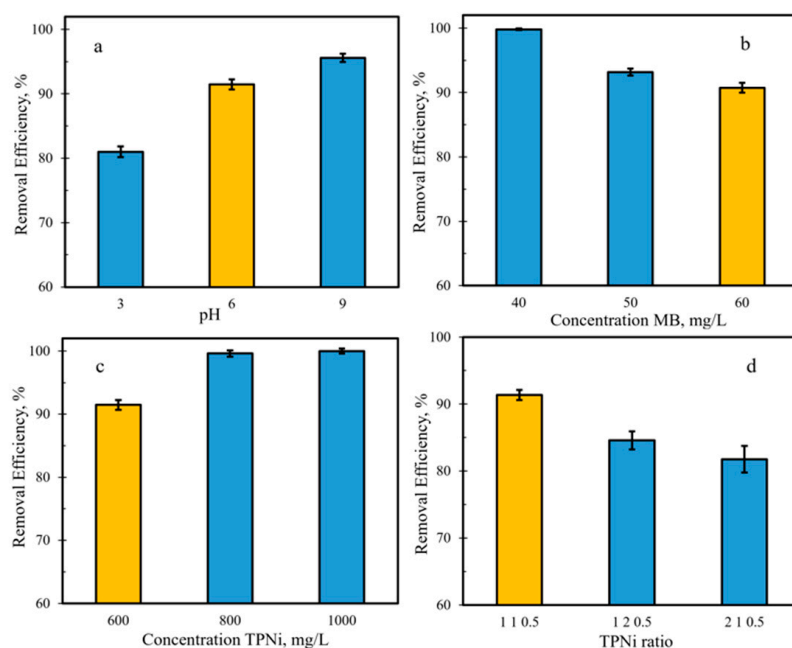 a
Removal Efficiency, %
100
90
80
70
60
3 6 9
pH
b
Removal Efficiency, %
100
90
80
70
60
40 50 60
Concentration MB, mg/L
c
Removal Efficiency, %
100
90
80
70
60
600 800 1000
Concentration TPNi, mg/L
d
Removal Efficiency, %
100
90
80
70
60
1 1 0.5 1 2 0.5 2 1 0.5
TPNi ratio